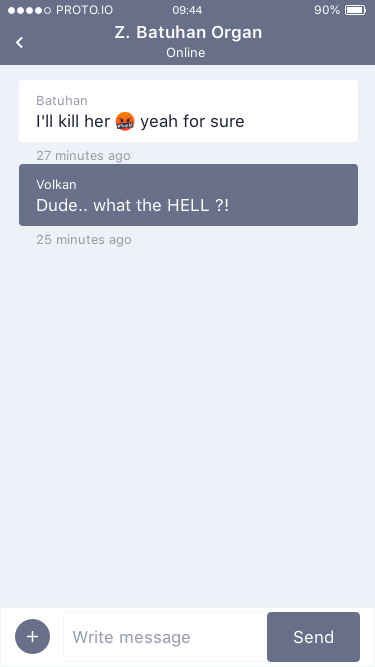 PROTO.IO 09:44 90%
Z. Batuhan Organ
Online
Batuhan
I'll kill her 🤬 yeah for sure
27 minutes ago
Volkan
Dude.. what the HELL ?!
25 minutes ago
Write message
Send